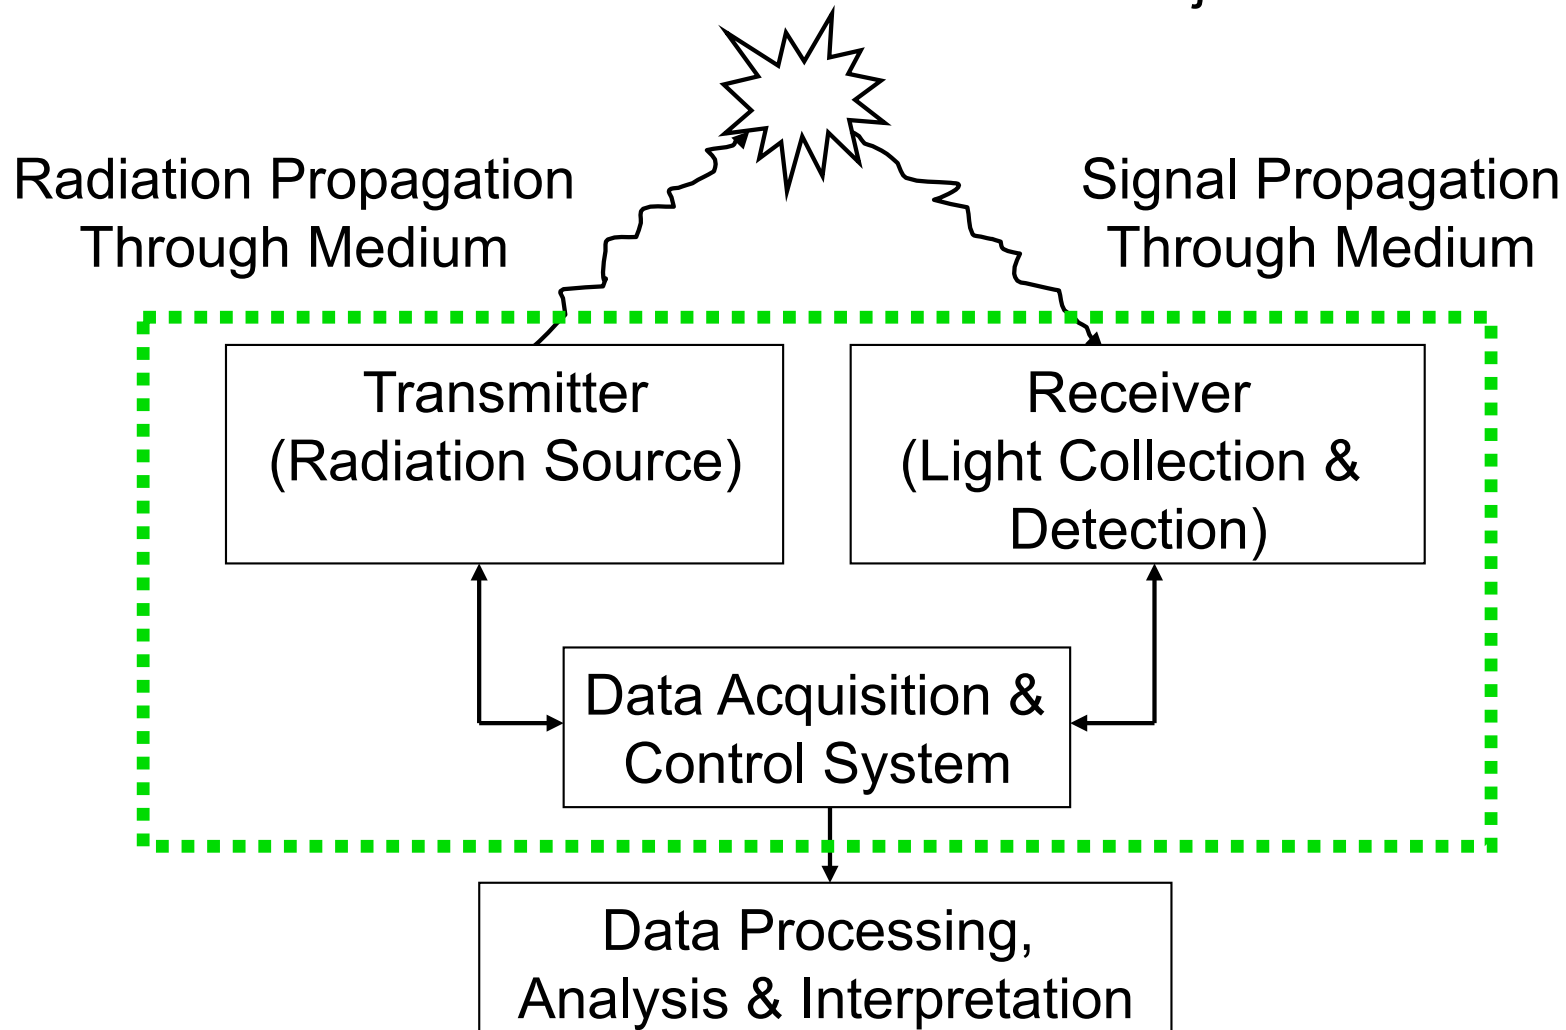 Radiation Propagation
Through Medium
Signal Propagation
Through Medium
Transmitter
(Radiation Source)
Receiver
(Light Collection &
Detection)
Data Acquisition &
Control System
Data Processing,
Analysis & Interpretation